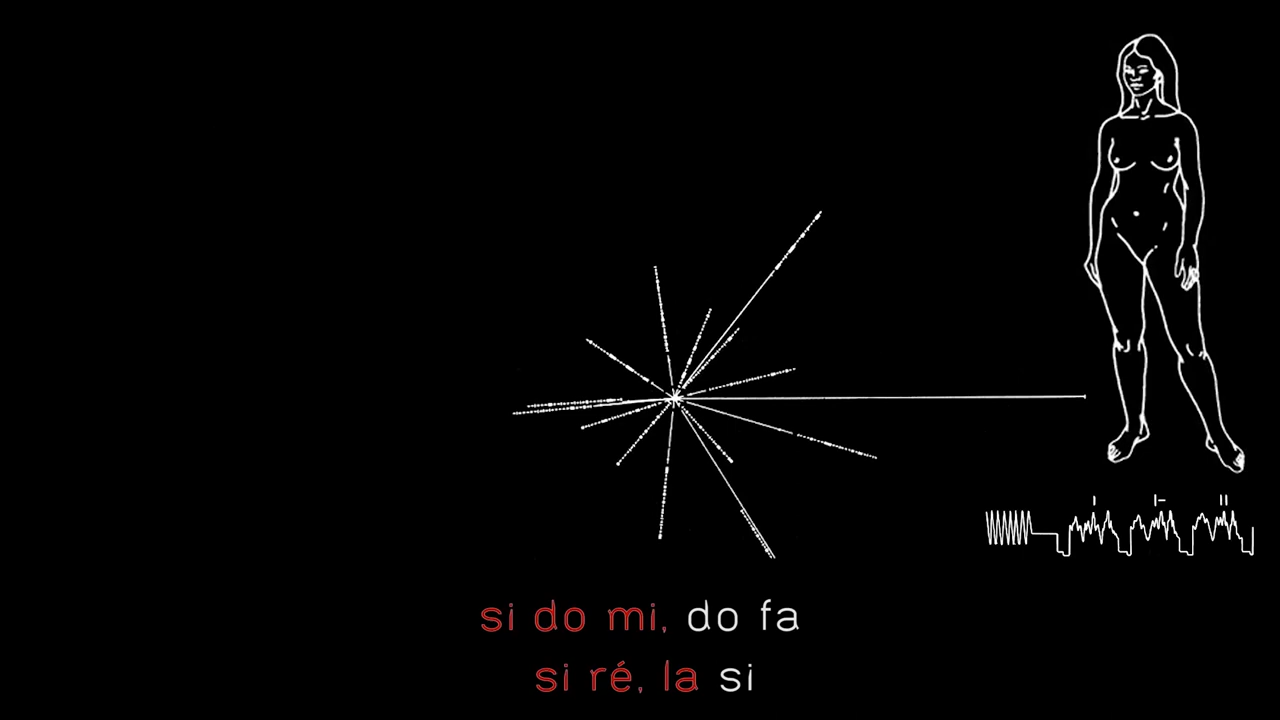 si do mi, do fa
si ré, la si